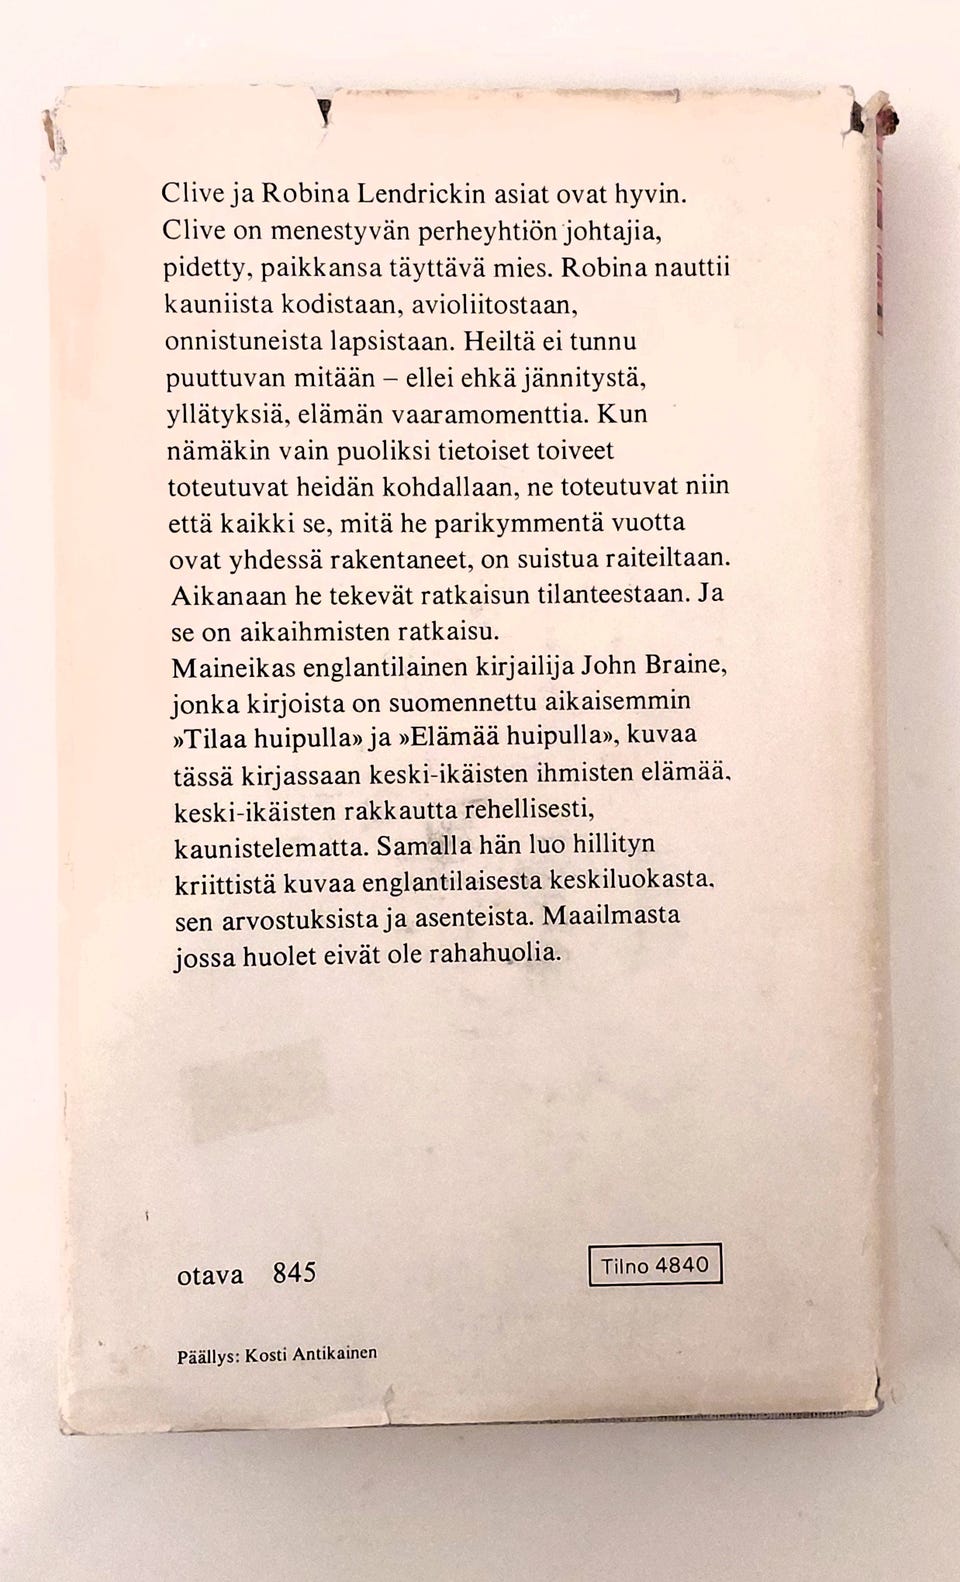 Clive ja Robina Lendrickin asiat ovat hyvin.
Clive on menestyvän perheyhtiön johtajia,
pidetty, paikkansa täyttävä mies. Robina nauttii
kauniista kodistaan, avioliitostaan,
onnistuneista lapsistaan. Heiltä ei tunnu
puuttuvan mitään – ellei ehkä jännitystä,
yllätyksiä, elämän vaaramomenttia. Kun
nämäkin vain puoliksi tietoiset toiveet
toteutuvat heidän kohdallaan, ne toteutuvat niin
että kaikki se, mitä he parikymmentä vuotta
ovat yhdessä rakentaneet, on suistua raiteiltaan.
Aikanaan he tekevät ratkaisun tilanteestaan. Ja
se on aikaihmisten ratkaisu.
Maineikas englantilainen kirjailija John Braine,
jonka kirjoista on suomennettu aikaisemmin
»Tilaa huipulla» ja »Elämää huipulla», kuvaa
tässä kirjassaan keski-ikäisten ihmisten elämää,
keski-ikäisten rakkautta rehellisesti,
kaunistelematta. Samalla hän luo hillityn
kriittistä kuvaa englantilaisesta keskiluokasta,
sen arvostuksista ja asenteista. Maailmasta
jossa huolet eivät ole rahahuolia.
otava 845
Tilno 4840
Päällys: Kosti Antikainen